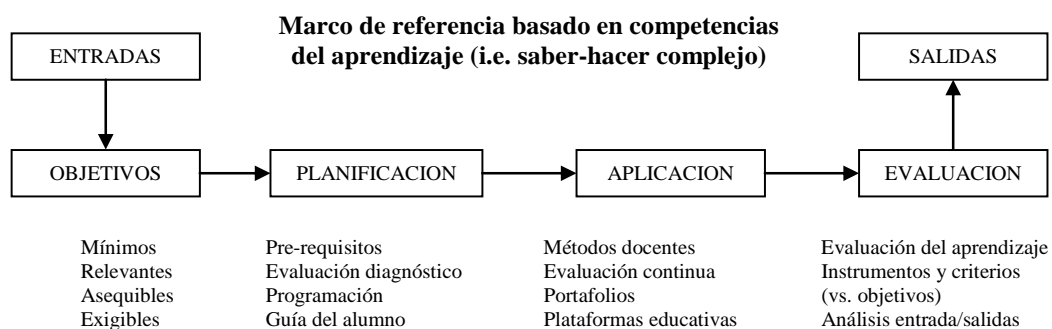 Marco de referencia basado en competencias
del aprendizaje (i.e. saber-hacer complejo)
ENTRADAS
SALIDAS
OBJETIVOS
PLANIFICACION
APLICACION
EVALUACION
Mínimos
Relevantes
Asequibles
Exigibles
Pre-requisitos
Evaluación diagnóstico
Programación
Guía del alumno
Métodos docentes
Evaluación continua
Portafolios
Plataformas educativas
Evaluación del aprendizaje
Instrumentos y criterios
(vs. objetivos)
Análisis entrada/salidas